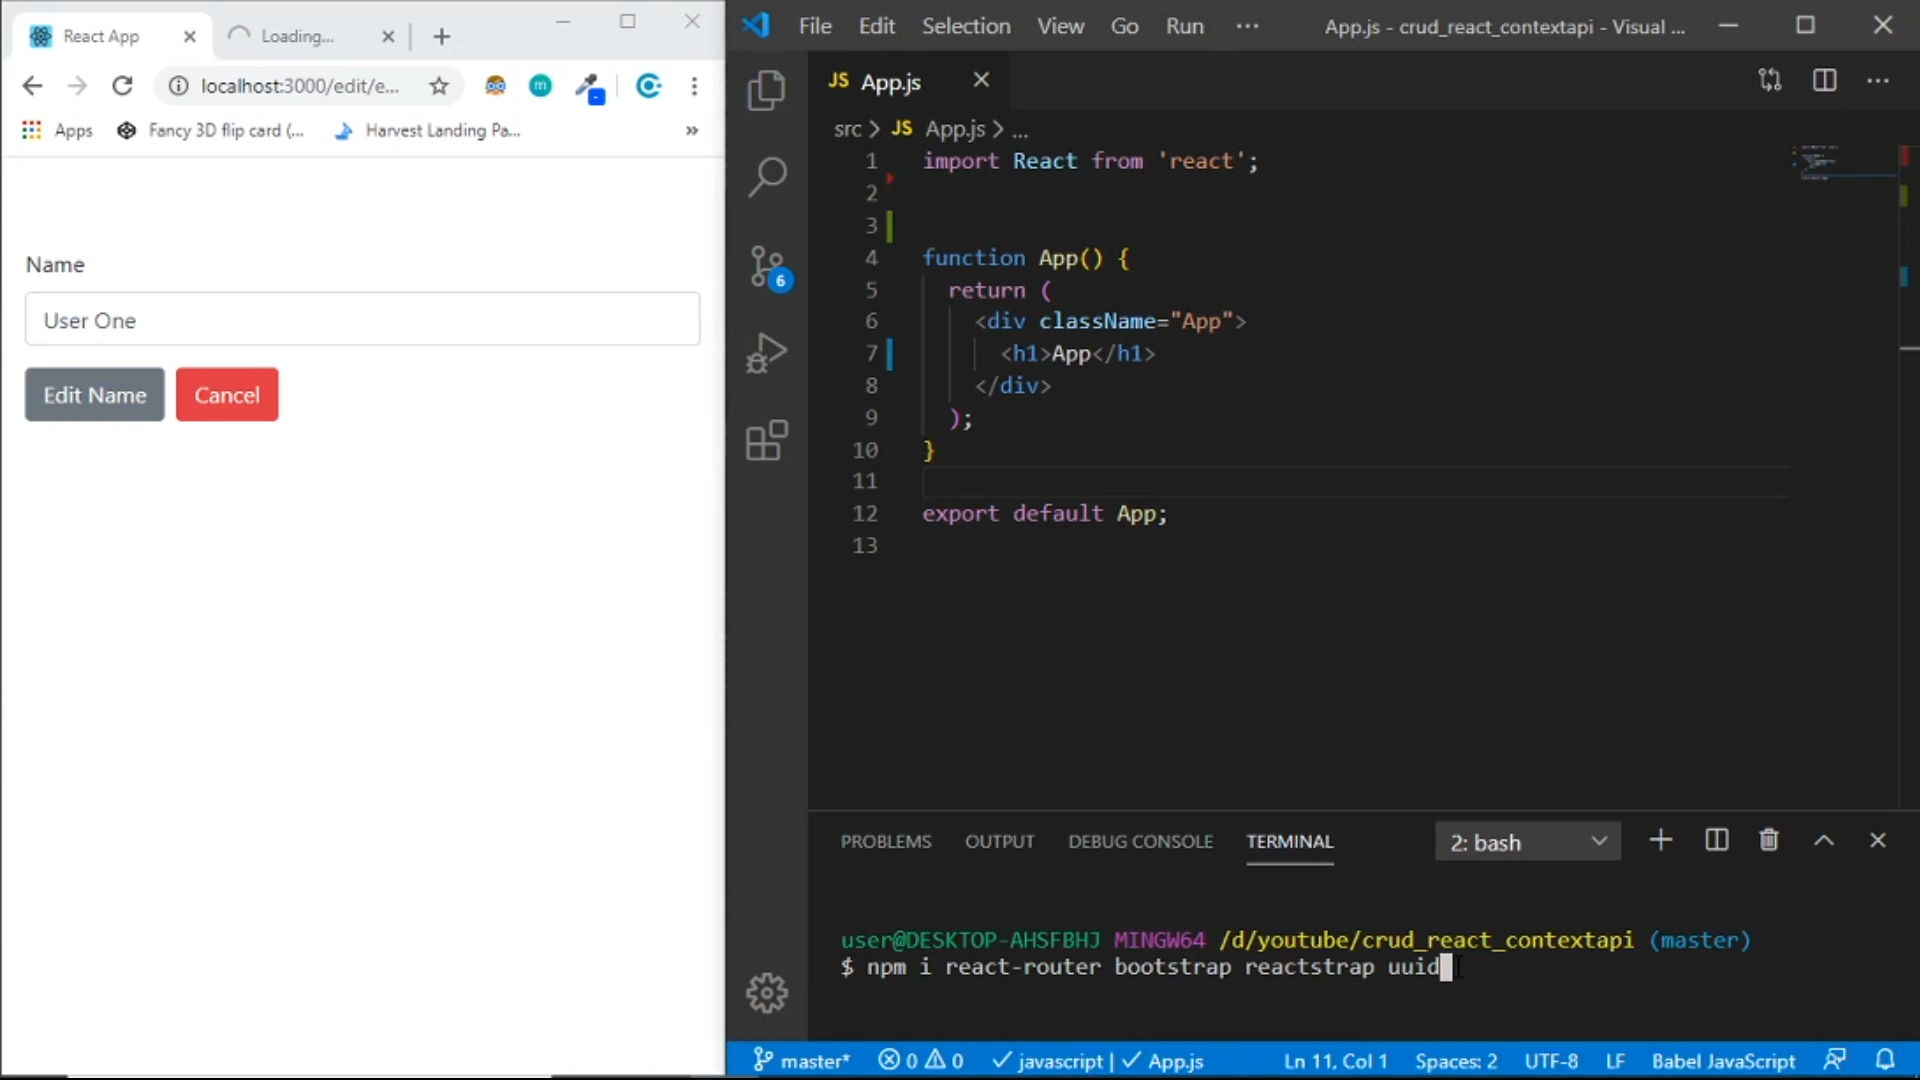 React App
Loading...
localhost:3000/edit/e...
Apps
Fancy 3D flip card (...
Harvest Landing Pa...
»
Name
User One
Edit Name
Cancel
File Edit Selection View Go Run ···
App.js - crud_react_contextapi - Visual ...
JS App.js
src > JS App.js > ...
6
1 import React from 'react';
2
3
4 function App() {
5 return (
6 <div className="App">
7 <h1>App</h1>
8 </div>
9 );
10 }
11
12 export default App;
13
PROBLEMS OUTPUT DEBUG CONSOLE TERMINAL
2: bash
user@DESKTOP-AHSFBHJ MINGW64 /d/youtube/crud_react_contextapi (master)
$ npm i react-router bootstrap reactstrap uuid
master* 0 0 javascript | App.js Ln 11, Col 1 Spaces: 2 UTF-8 LF Babel JavaScript